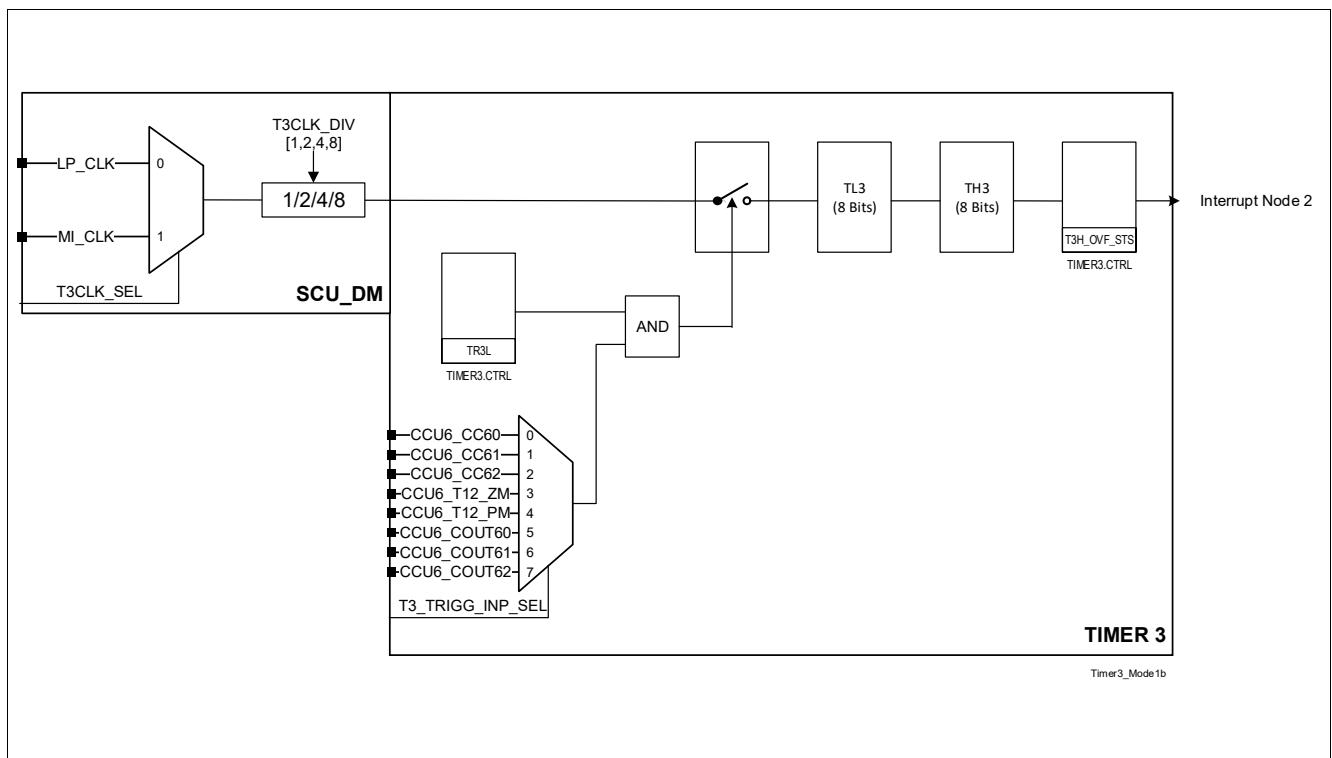 T3CLK_DIV
[1,2,4,8]
LP_CLK
0
1/2/4/8
MI_CLK
1
T3CLK_SEL
SCU_DM
TL3
(8 Bits)
TH3
(8 Bits)
Interrupt Node 2
T3H_OVF_STS
TIMER3.CTRL
AND
TR3L
TIMER3.CTRL
CCU6_CC60 0
CCU6_CC61 1
CCU6_CC62 2
CCU6_T12_ZM 3
CCU6_T12_PM 4
CCU6_COUT60 5
CCU6_COUT61 6
CCU6_COUT62 7
T3_TRIGG_INP_SEL
TIMER 3
Timer3_Mode1b